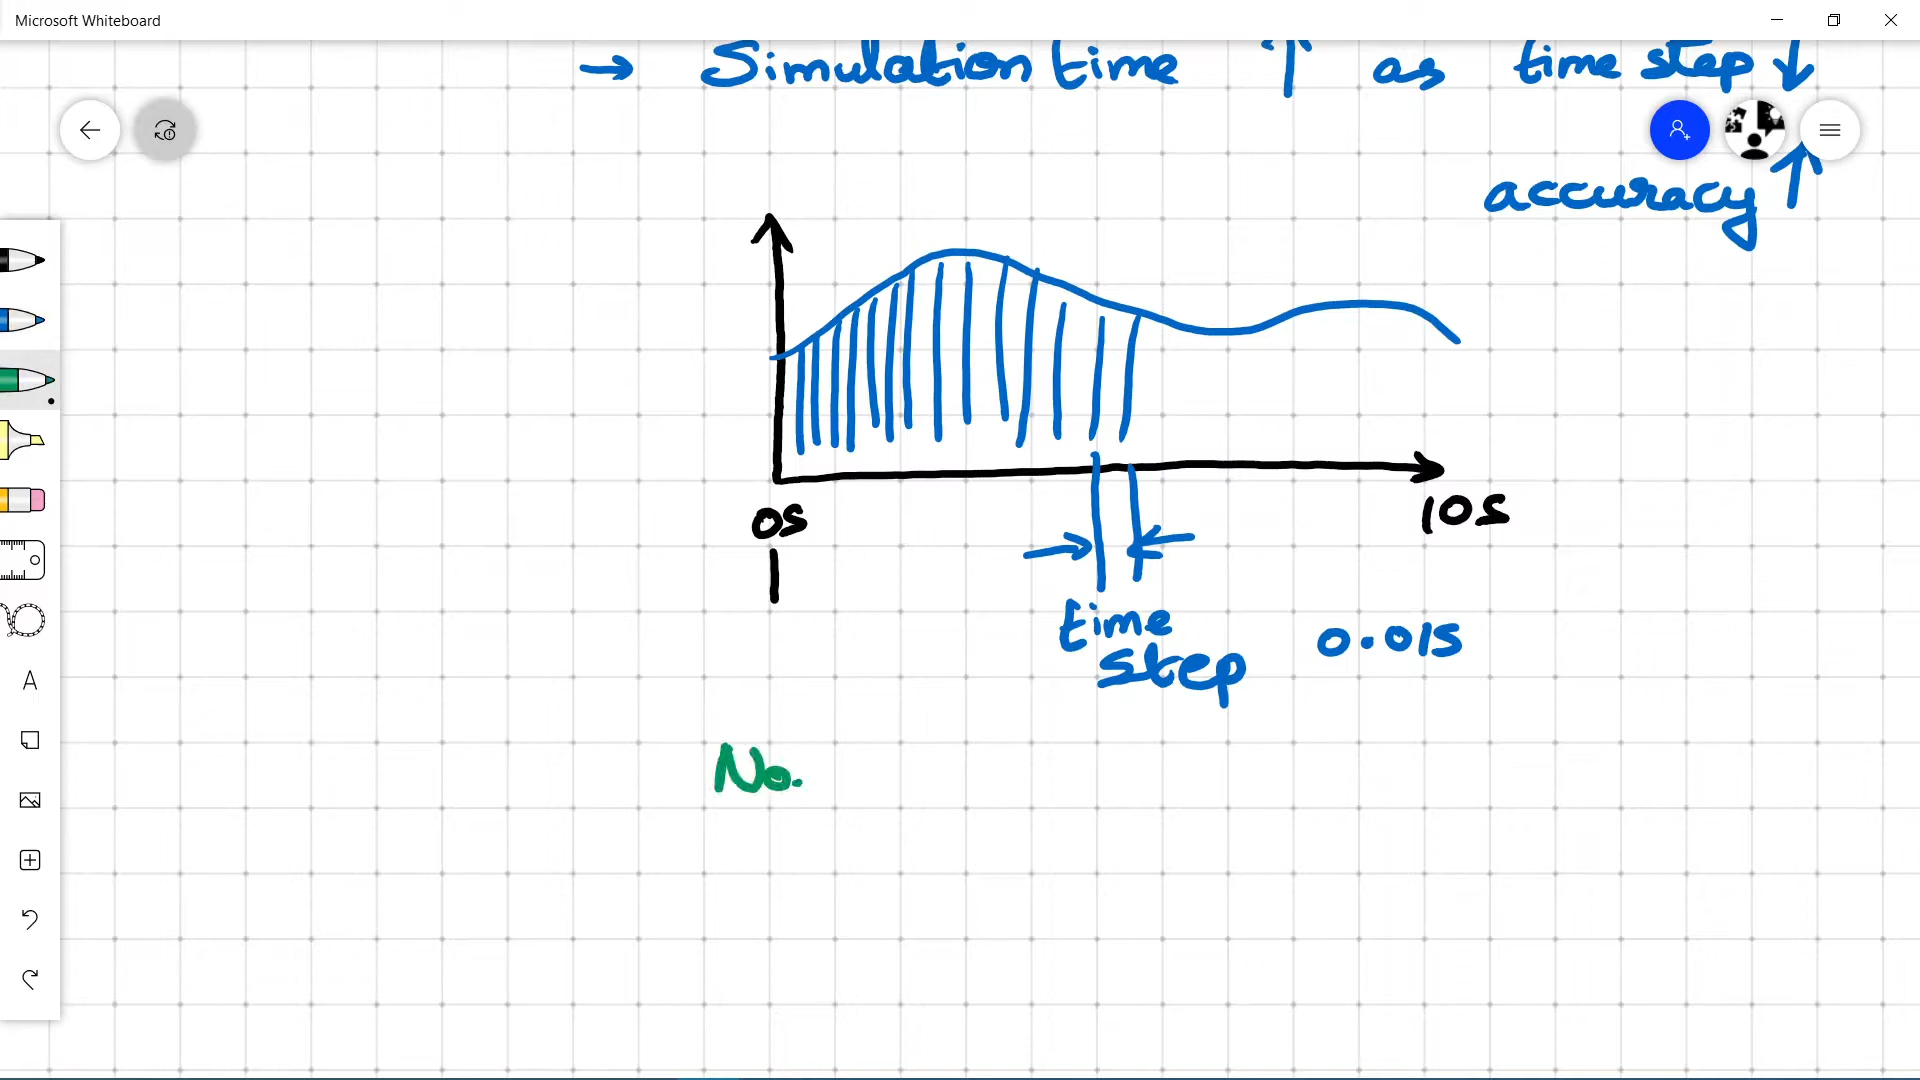 Microsoft Whiteboard
→ Simulation time ↑ as time step ↓
accuracy ↑
0s
10s
time
step
0.01s
No.
A